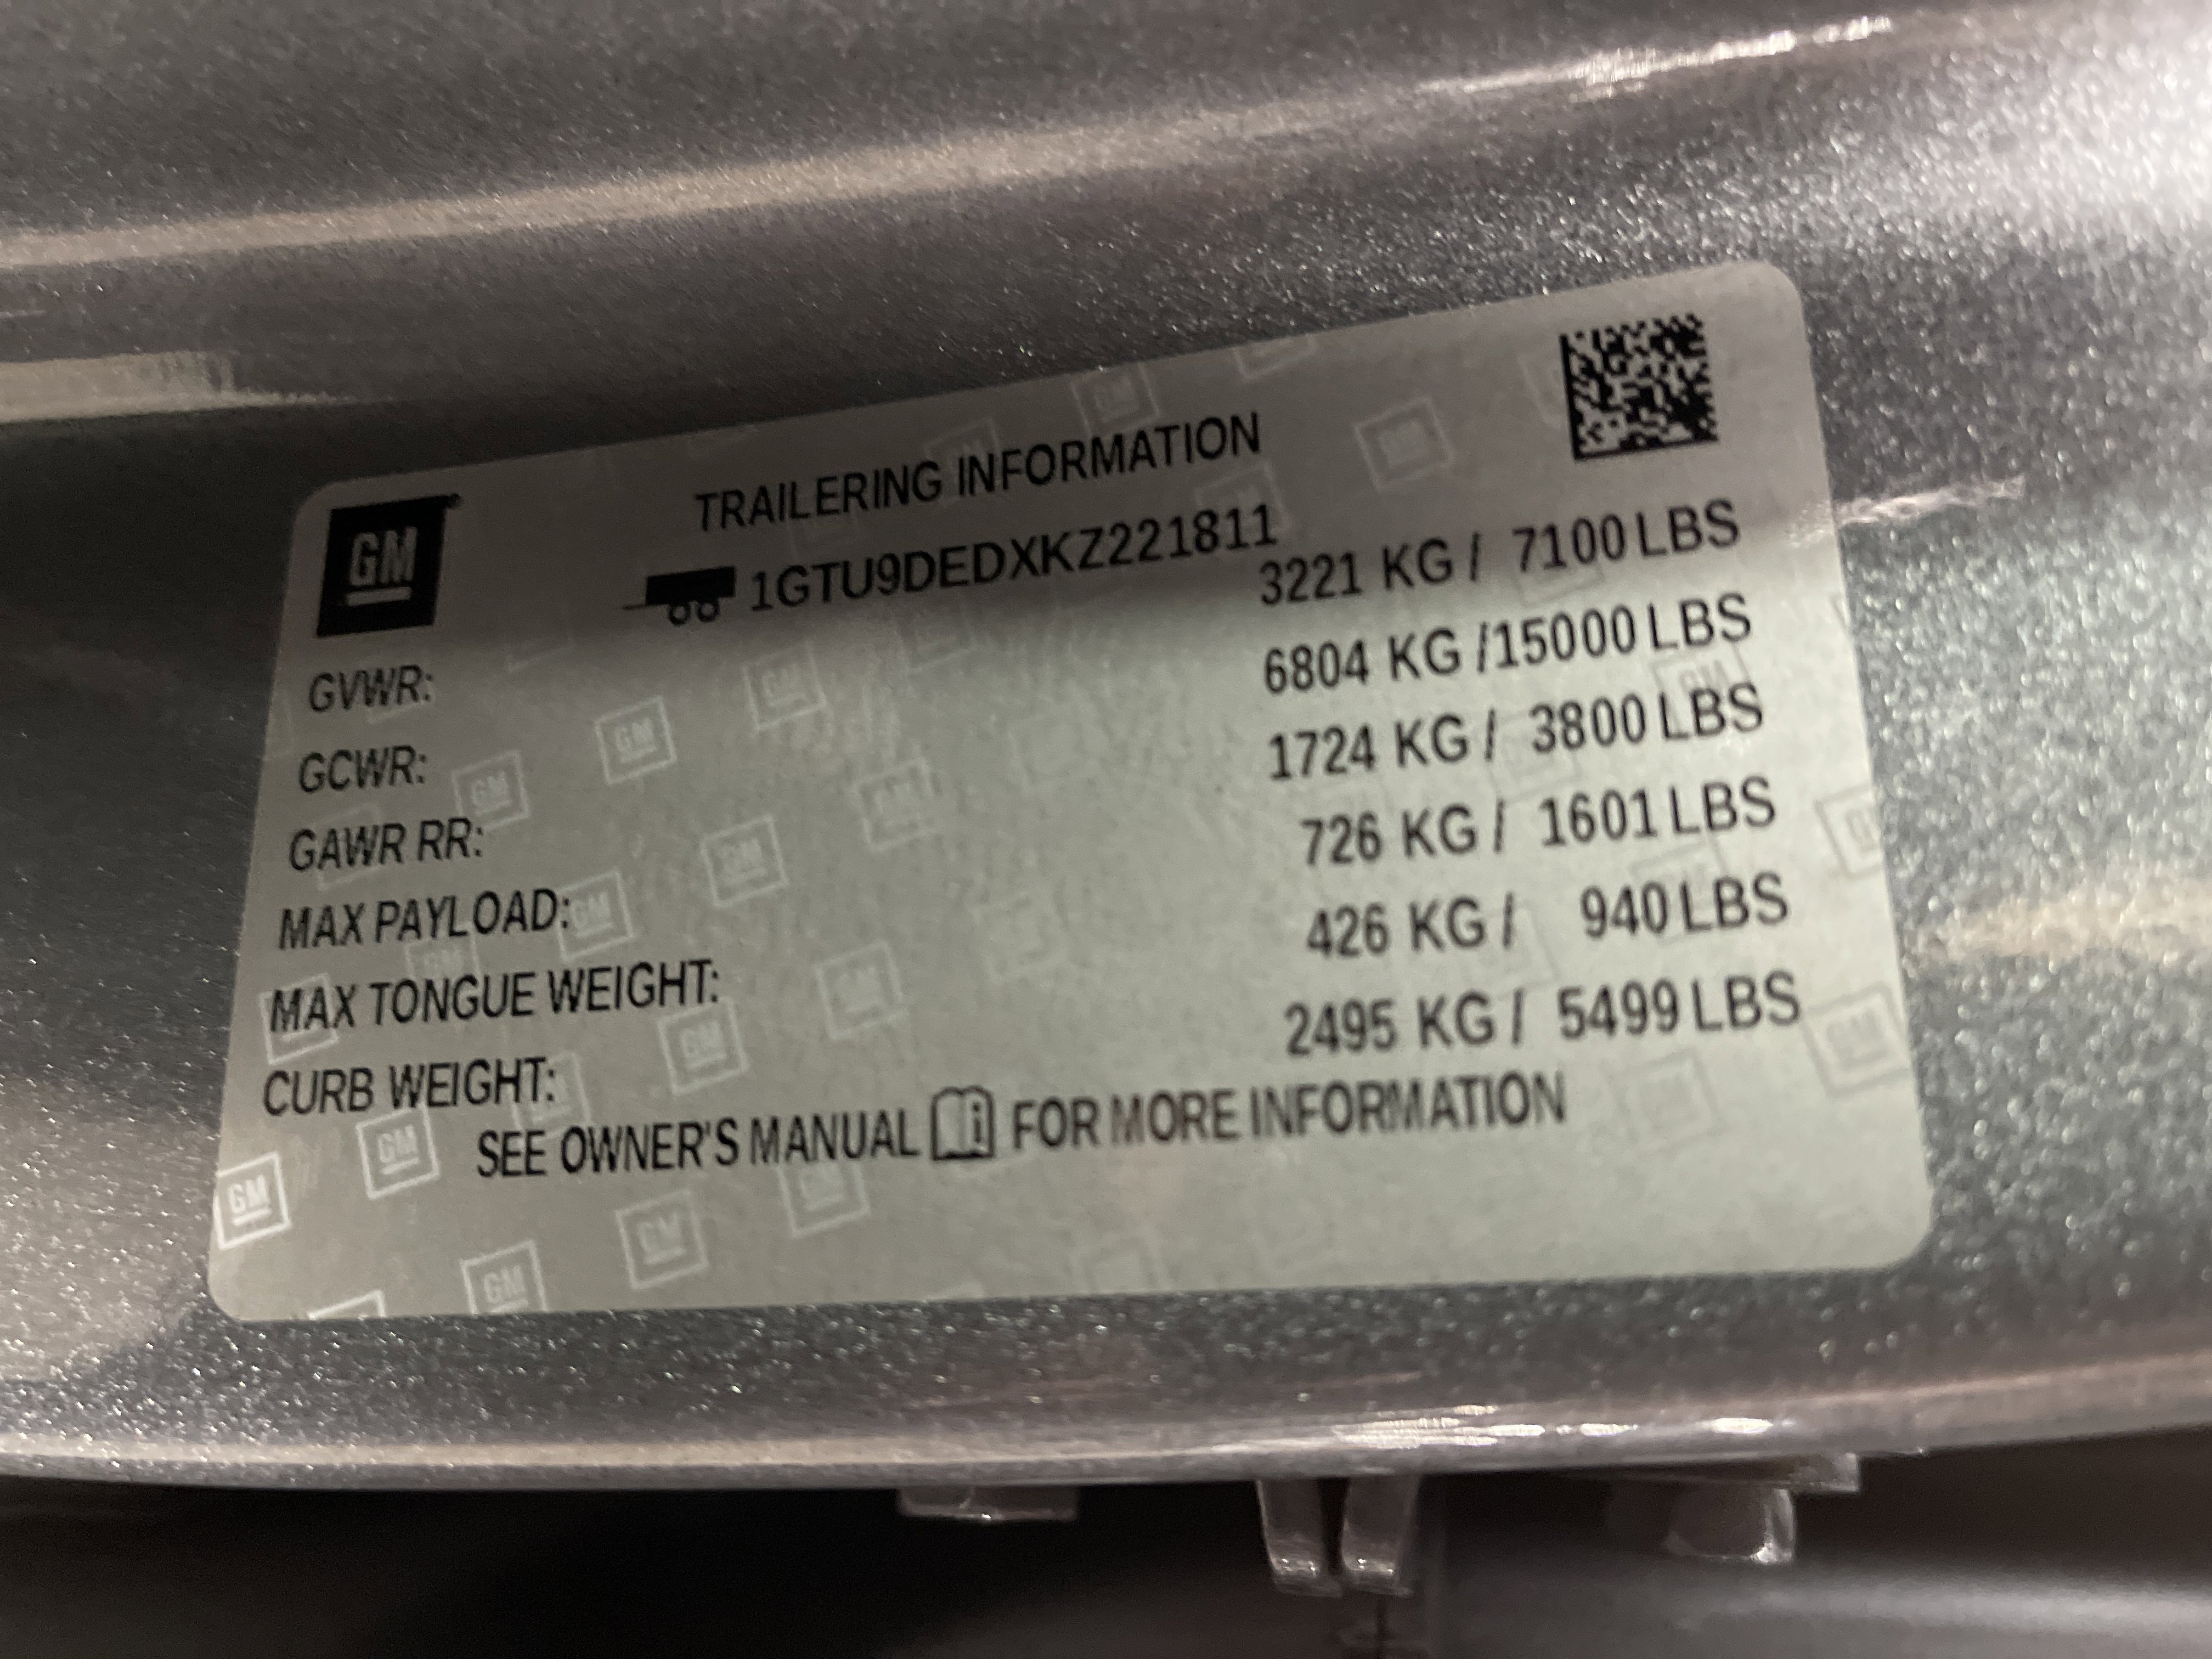 GM
TRAILERING INFORMATION
1GTU9DEDXKZ221811
GVWR: 3221 KG / 7100 LBS
GCWR: 6804 KG / 15000 LBS
GAWR RR: 1724 KG / 3800 LBS
MAX PAYLOAD: 726 KG / 1601 LBS
MAX TONGUE WEIGHT: 426 KG / 940 LBS
CURB WEIGHT: 2495 KG / 5499 LBS
SEE OWNER'S MANUAL FOR MORE INFORMATION